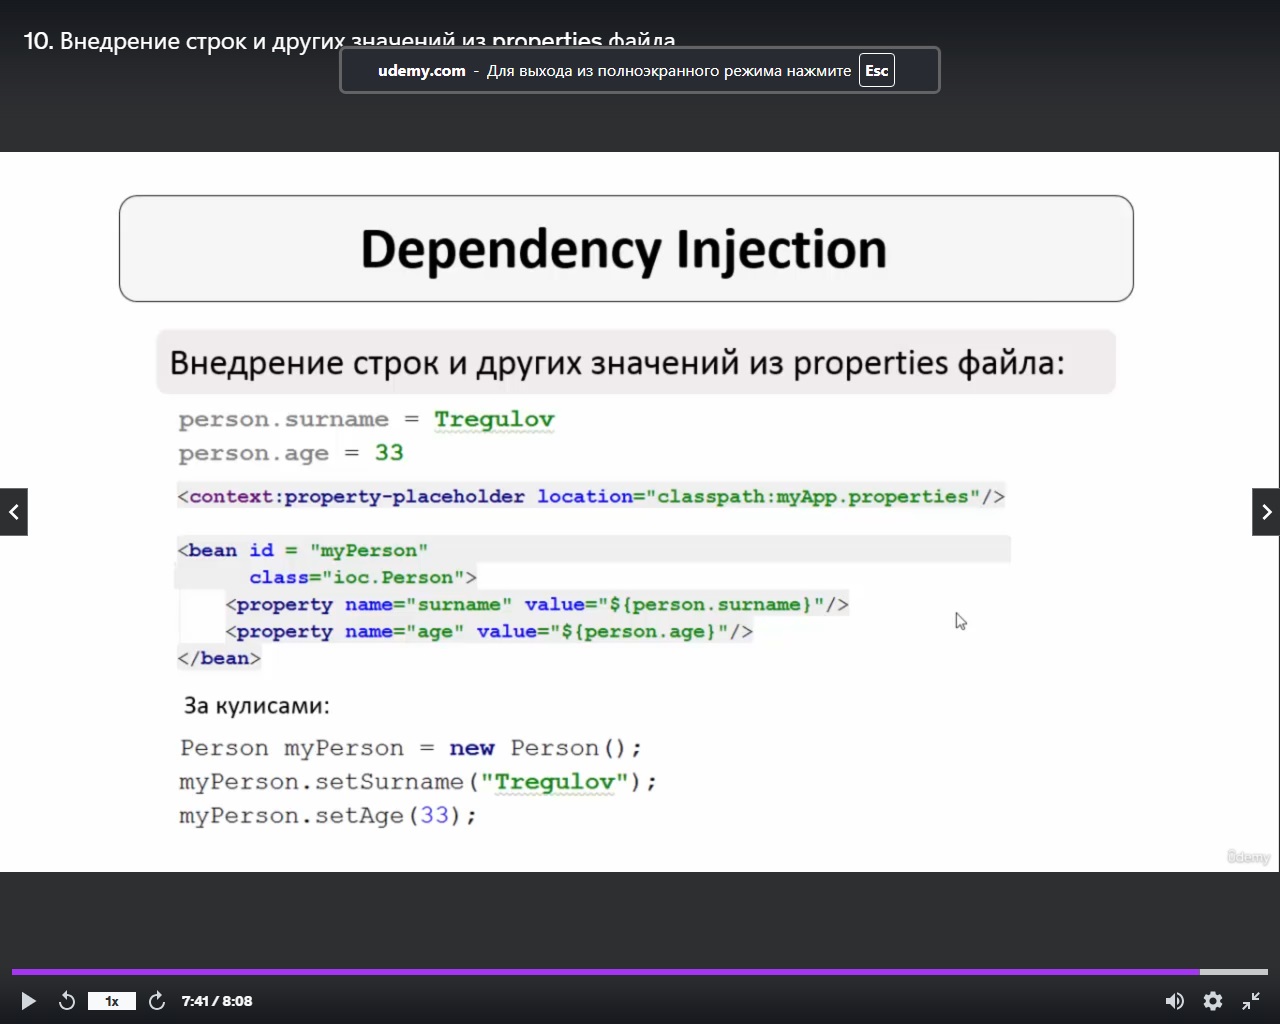 10. Внедрение строк и других значений из properties файла
udemy.com - Для выхода из полноэкранного режима нажмите Esc
Dependency Injection
Внедрение строк и других значений из properties файла:
person.surname = Tregulov
person.age = 33
<context:property-placeholder location="classpath:myApp.properties"/>
<bean id = "myPerson"
class="ioc.Person">
<property name="surname" value="${person.surname}"/>
<property name="age" value="${person.age}"/>
</bean>
За кулисами:
Person myPerson = new Person();
myPerson.setSurname("Tregulov");
myPerson.setAge(33);
ûdemy
1x
7:41 / 8:08